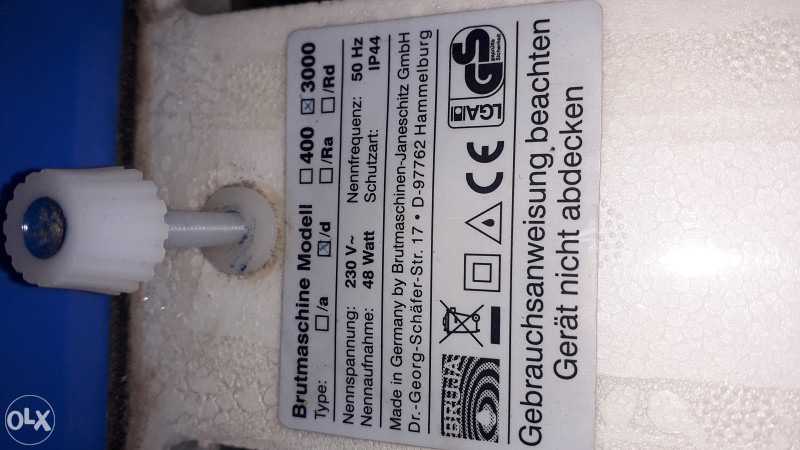 Brutmaschine Modell ☐ 400 ☒ 3000
Type: ☐/a ☒/d ☐/Ra ☐/Rd
Nennspannung: 230 V~ Nennfrequenz: 50 Hz
Nennaufnahme: 48 Watt Schutzart: IP44
Made in Germany by Brutmaschinen-Janeschitz GmbH
Dr.-Georg-Schäfer-Str. 17 • D-97762 Hammelburg
BRUJA
CE
LGA
GS
geprüfte
Sicherheit
Gebrauchsanweisung beachten
Gerät nicht abdecken
OLX